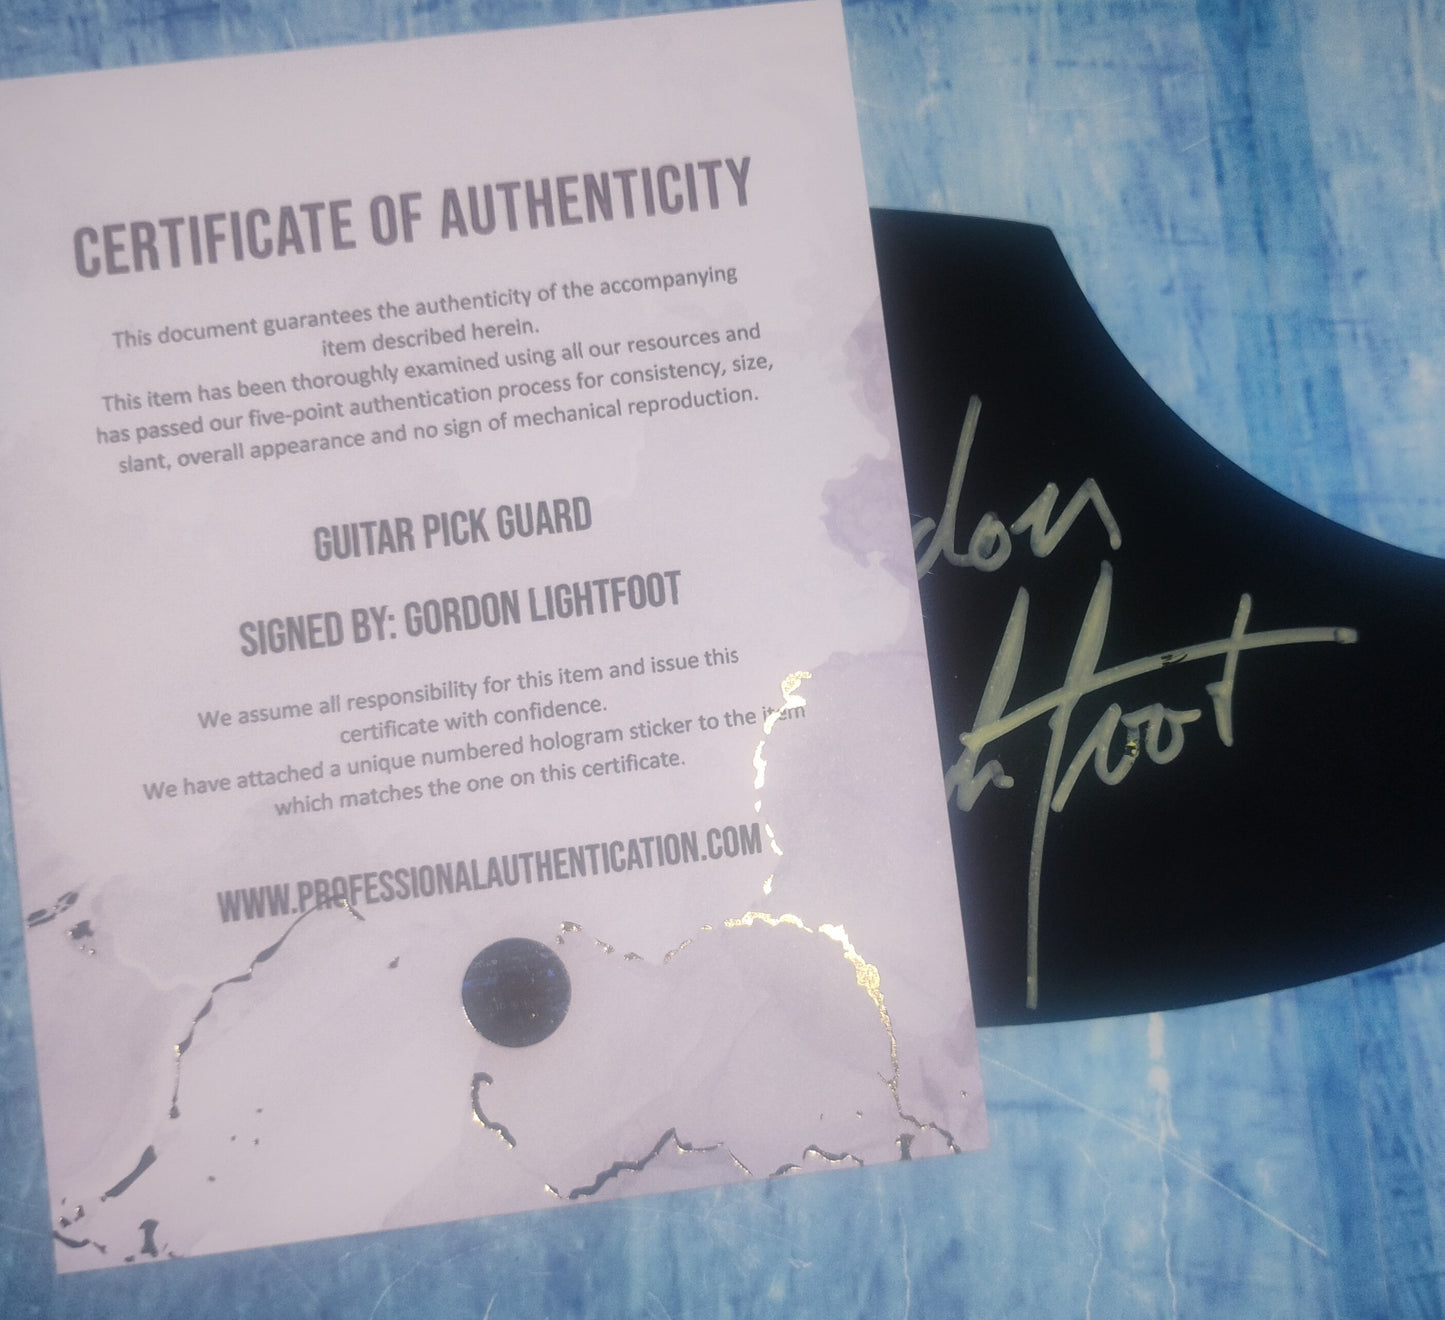 CERTIFICATE OF AUTHENTICITY
This document guarantees the authenticity of the accompanying
item described herein.
This item has been thoroughly examined using all our resources and
has passed our five-point authentication process for consistency, size,
slant, overall appearance and no sign of mechanical reproduction.
GUITAR PICK GUARD
SIGNED BY: GORDON LIGHTFOOT
We assume all responsibility for this item and issue this
certificate with confidence.
We have attached a unique numbered hologram sticker to the item
which matches the one on this certificate.
WWW.PROFESSIONALAUTHENTICATION.COM
don
htfoot